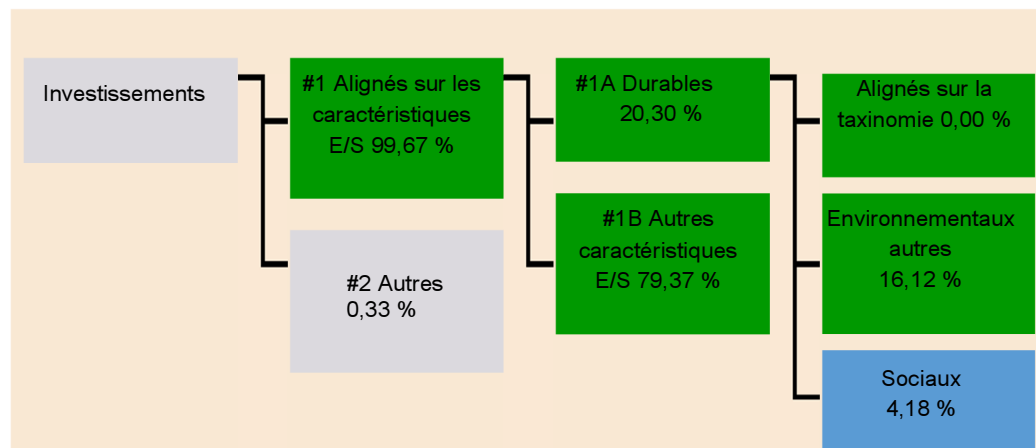 Investissements
#1 Alignés sur les
caractéristiques
E/S 99,67 %
#2 Autres
0,33 %
#1A Durables
20,30 %
#1B Autres
caractéristiques
E/S 79,37 %
Alignés sur la
taxinomie 0,00 %
Environnementaux
autres
16,12 %
Sociaux
4,18 %